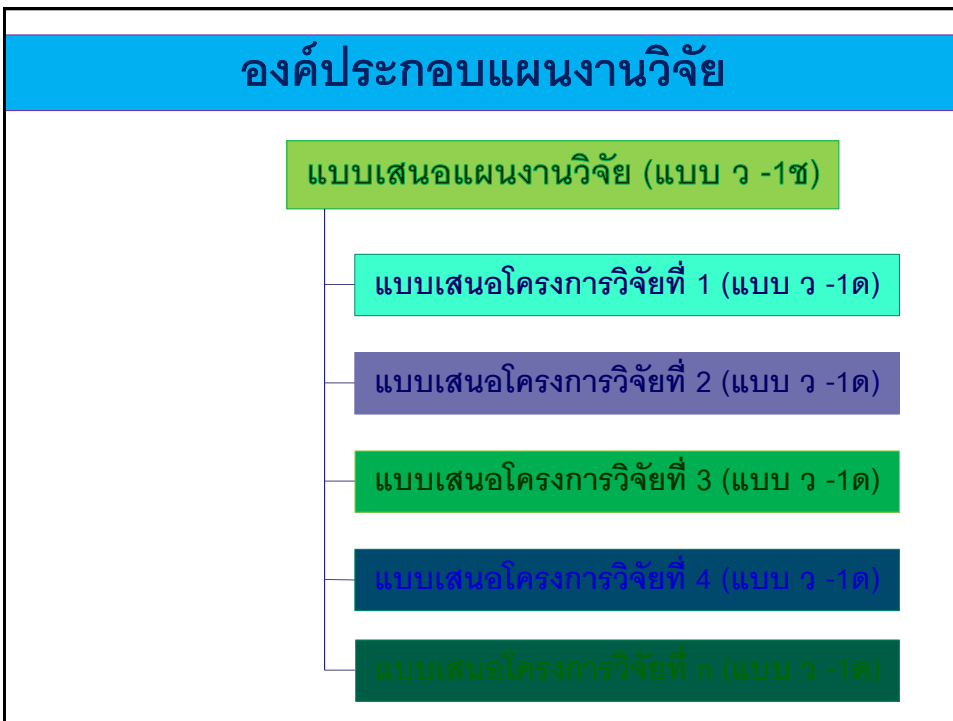 องค์ประกอบแผนงานวิจัย
แบบเสนอแผนงานวิจัย (แบบ ว -1ช)
แบบเสนอโครงการวิจัยที่ 1 (แบบ ว -1ด)
แบบเสนอโครงการวิจัยที่ 2 (แบบ ว -1ด)
แบบเสนอโครงการวิจัยที่ 3 (แบบ ว -1ด)
แบบเสนอโครงการวิจัยที่ 4 (แบบ ว -1ด)
แบบเสนอโครงการวิจัยที่ n (แบบ ว -1ด)